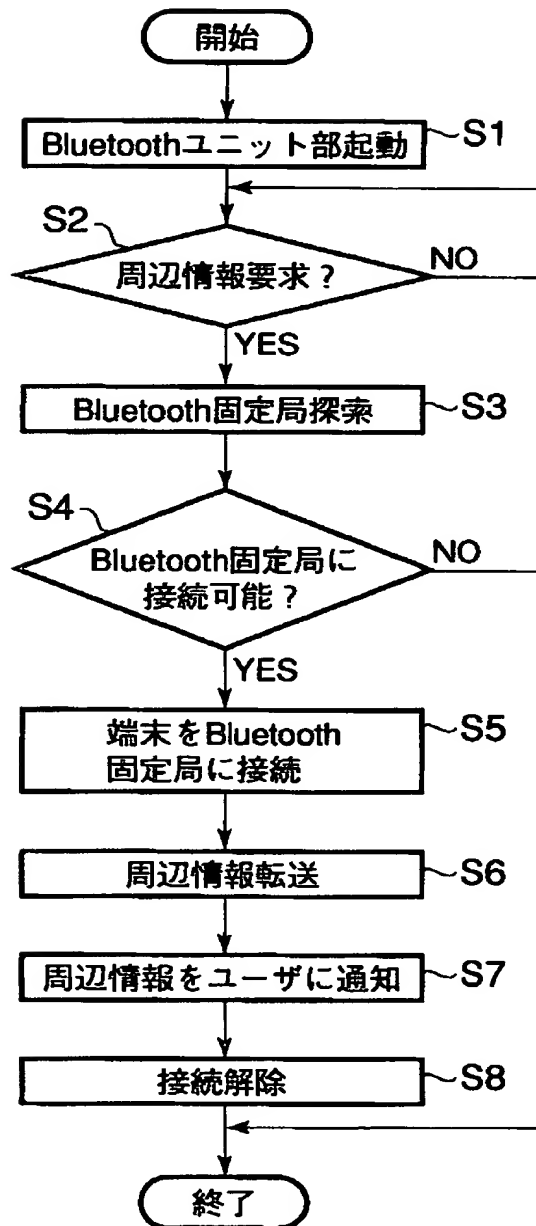 開始
Bluetoothユニット部起動
S1
S2
周辺情報要求？
NO
YES
Bluetooth固定局探索
S3
S4
Bluetooth固定局に
接続可能？
NO
YES
端末をBluetooth
固定局に接続
S5
周辺情報転送
S6
周辺情報をユーザに通知
S7
接続解除
S8
終了